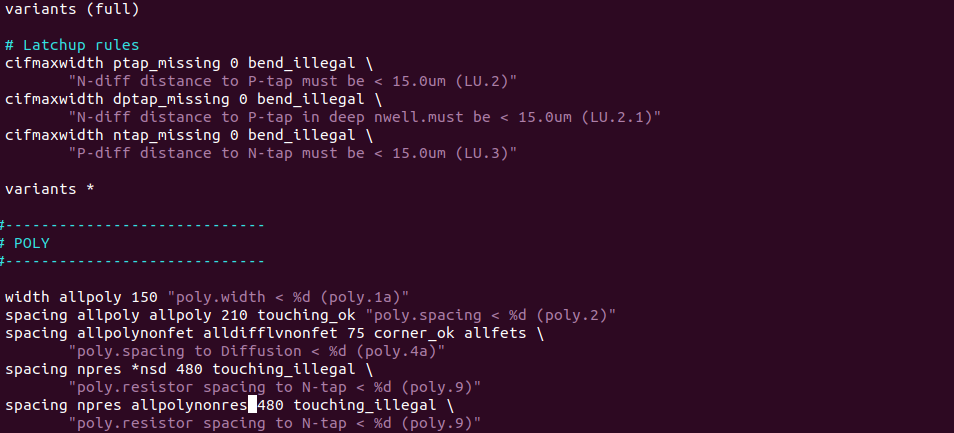 variants (full)
# Latchup rules
cifmaxwidth ptap_missing 0 bend_illegal \
"N-diff distance to P-tap must be < 15.0um (LU.2)"
cifmaxwidth dptap_missing 0 bend_illegal \
"N-diff distance to P-tap in deep nwell.must be < 15.0um (LU.2.1)"
cifmaxwidth ntap_missing 0 bend_illegal \
"P-diff distance to N-tap must be < 15.0um (LU.3)"
variants *
#-----------------------------
# POLY
#-----------------------------
width allpoly 150 "poly.width < %d (poly.1a)"
spacing allpoly allpoly 210 touching_ok "poly.spacing < %d (poly.2)"
spacing allpolynonfet alldifflvnonfet 75 corner_ok allfets \
"poly.spacing to Diffusion < %d (poly.4a)"
spacing npres *nsd 480 touching_illegal \
"poly.resistor spacing to N-tap < %d (poly.9)"
spacing npres allpolynonres 480 touching_illegal \
"poly.resistor spacing to N-tap < %d (poly.9)"